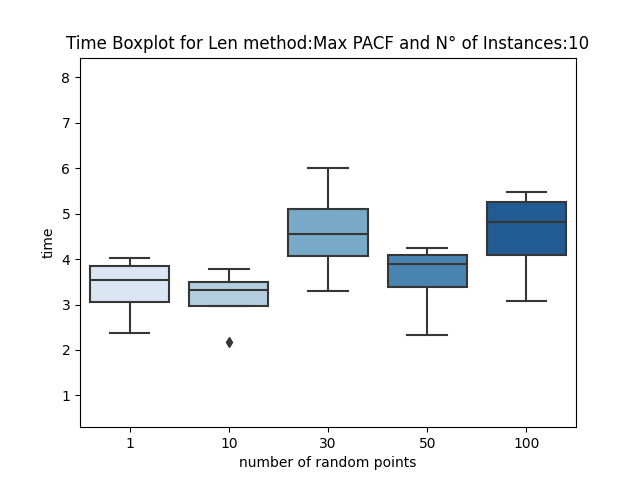 Time Boxplot for Len method:Max PACF and N° of Instances:10
8
7
6
5
4
3
2
1
time
1 10 30 50 100
number of random points